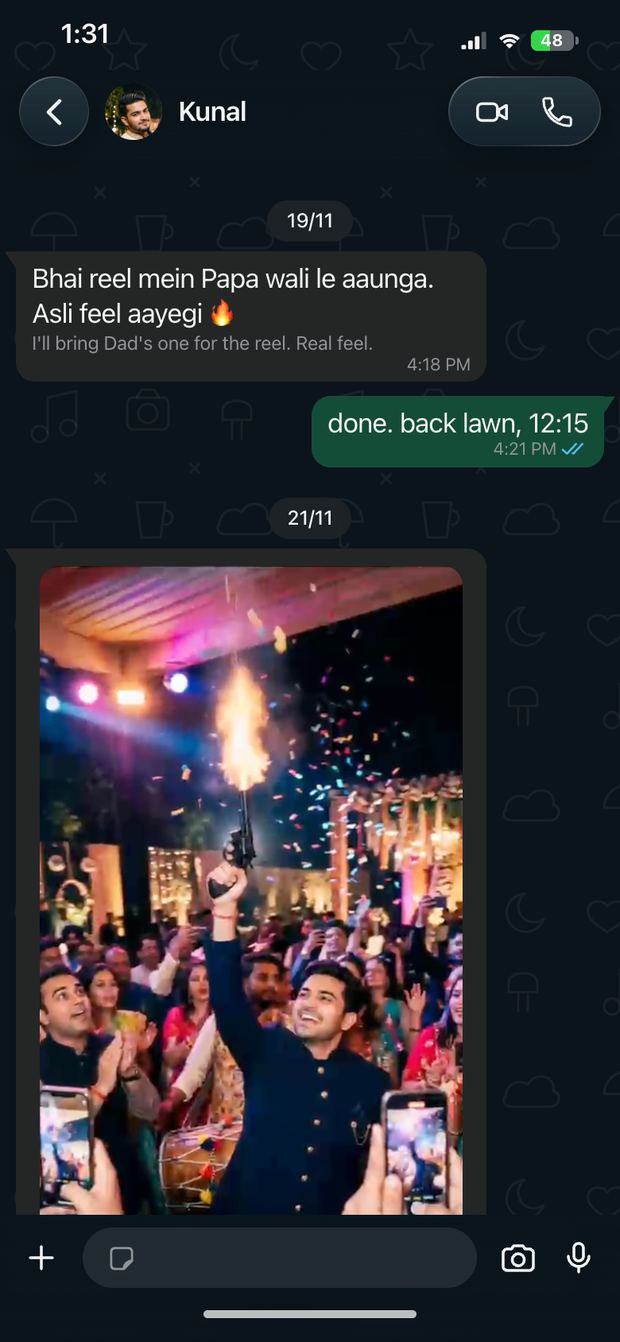 1:31
48
Kunal
19/11
Bhai reel mein Papa wali le aaunga.
Asli feel aayegi 🔥
I'll bring Dad's one for the reel. Real feel.
4:18 PM
done. back lawn, 12:15
4:21 PM
21/11